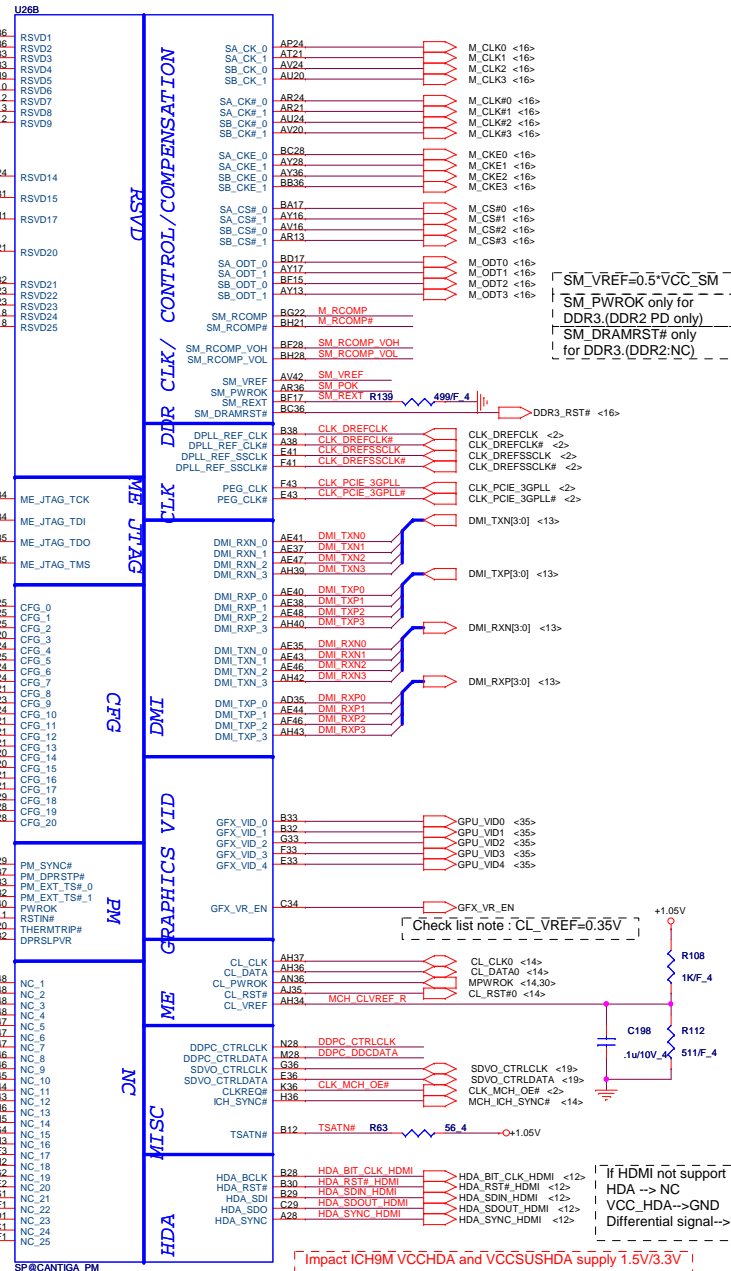 U26B
RSVD1
RSVD2
RSVD3
RSVD4
RSVD5
RSVD6
RSVD7
RSVD8
RSVD9
RSVD14
RSVD15
RSVD17
RSVD20
RSVD21
RSVD22
RSVD23
RSVD24
RSVD25
RSVD
ME_JTAG_TCK
ME_JTAG_TDI
ME_JTAG_TDO
ME_JTAG_TMS
ME JTAG
CFG_0
CFG_1
CFG_2
CFG_3
CFG_4
CFG_5
CFG_6
CFG_7
CFG_8
CFG_9
CFG_10
CFG_11
CFG_12
CFG_13
CFG_14
CFG_15
CFG_16
CFG_17
CFG_18
CFG_19
CFG_20
CFG
PM_SYNC#
PM_DPRSTP#
PM_EXT_TS#_0
PM_EXT_TS#_1
PWROK
RSTIN#
THERMTRIP#
DPRSLPVR
PM
NC_1
NC_2
NC_3
NC_4
NC_5
NC_6
NC_7
NC_8
NC_9
NC_10
NC_11
NC_12
NC_13
NC_14
NC_15
NC_16
NC_17
NC_18
NC_19
NC_20
NC_21
NC_22
NC_23
NC_24
NC_25
NC
SP@CANTIGA_PM
DDR CLK/ CONTROL/COMPENSATION
SA_CK_0 AP24 M_CLK0 <16>
SA_CK_1 AT21 M_CLK1 <16>
SB_CK_0 AV24 M_CLK2 <16>
SB_CK_1 AU20 M_CLK3 <16>
SA_CK#_0 AR24 M_CLK#0 <16>
SA_CK#_1 AR21 M_CLK#1 <16>
SB_CK#_0 AU24 M_CLK#2 <16>
SB_CK#_1 AV20 M_CLK#3 <16>
SA_CKE_0 BC28 M_CKE0 <16>
SA_CKE_1 AY28 M_CKE1 <16>
SB_CKE_0 AY36 M_CKE2 <16>
SB_CKE_1 BB36 M_CKE3 <16>
SA_CS#_0 BA17 M_CS#0 <16>
SA_CS#_1 AY16 M_CS#1 <16>
SB_CS#_0 AV16 M_CS#2 <16>
SB_CS#_1 AR13 M_CS#3 <16>
SA_ODT_0 BD17 M_ODT0 <16>
SA_ODT_1 AY17 M_ODT1 <16>
SB_ODT_0 BF15 M_ODT2 <16>
SB_ODT_1 AY13 M_ODT3 <16>
SM_RCOMP BG22 M_RCOMP
SM_RCOMP# BH21 M_RCOMP#
SM_RCOMP_VOH BF28 SM_RCOMP_VOH
SM_RCOMP_VOL BH28 SM_RCOMP_VOL
SM_VREF AV42 SM_VREF
SM_PWROK AR36 SM_POK
SM_REXT BF17 SM_REXT R139 499/F_4
SM_DRAMRST# BC36 DDR3_RST# <16>
SM_VREF=0.5*VCC_SM
SM_PWROK only for
DDR3.(DDR2 PD only)
SM_DRAMRST# only
for DDR3.(DDR2:NC)
CLK
DPLL_REF_CLK B38 CLK_DREFCLK CLK_DREFCLK <2>
DPLL_REF_CLK# A38 CLK_DREFCLK# CLK_DREFCLK# <2>
DPLL_REF_SSCLK E41 CLK_DREFSSCLK CLK_DREFSSCLK <2>
DPLL_REF_SSCLK# F41 CLK_DREFSSCLK# CLK_DREFSSCLK# <2>
PEG_CLK F43 CLK_PCIE_3GPLL CLK_PCIE_3GPLL <2>
PEG_CLK# E43 CLK_PCIE_3GPLL# CLK_PCIE_3GPLL# <2>
DMI
DMI_TXN[3:0] <13>
DMI_RXN_0 AE41 DMI_TXN0
DMI_RXN_1 AE37 DMI_TXN1
DMI_RXN_2 AE47 DMI_TXN2
DMI_RXN_3 AH39 DMI_TXN3
DMI_TXP[3:0] <13>
DMI_RXP_0 AE40 DMI_TXP0
DMI_RXP_1 AE38 DMI_TXP1
DMI_RXP_2 AE48 DMI_TXP2
DMI_RXP_3 AH40 DMI_TXP3
DMI_RXN[3:0] <13>
DMI_TXN_0 AE35 DMI_RXN0
DMI_TXN_1 AE43 DMI_RXN1
DMI_TXN_2 AE46 DMI_RXN2
DMI_TXN_3 AH42 DMI_RXN3
DMI_RXP[3:0] <13>
DMI_TXP_0 AD35 DMI_RXP0
DMI_TXP_1 AE44 DMI_RXP1
DMI_TXP_2 AF46 DMI_RXP2
DMI_TXP_3 AH43 DMI_RXP3
GRAPHICS VID
GFX_VID_0 B33 GPU_VID0 <35>
GFX_VID_1 B32 GPU_VID1 <35>
GFX_VID_2 G33 GPU_VID2 <35>
GFX_VID_3 F33 GPU_VID3 <35>
GFX_VID_4 E33 GPU_VID4 <35>
GFX_VR_EN C34 GFX_VR_EN <35>
Check list note : CL_VREF=0.35V
+1.05V
R108
1K/F_4
ME
CL_CLK AH37 CL_CLK0 <14>
CL_DATA AH36 CL_DATA0 <14>
CL_PWROK AN36 MPWROK <14,30>
CL_RST# AJ35 CL_RST#0 <14>
CL_VREF AH34 MCH_CLVREF_R
C198
.1u/10V_4
R112
511/F_4
MISC
DDPC_CTRLCLK N28 DDPC_CTRLCLK
DDPC_CTRLDATA M28 DDPC_DDCDATA
SDVO_CTRLCLK G36 SDVO_CTRLCLK <19>
SDVO_CTRLDATA E36 SDVO_CTRLDATA <19>
CLKREQ# K36 CLK_MCH_OE# CLK_MCH_OE# <2>
ICH_SYNC# H36 MCH_ICH_SYNC# <14>
TSATN# B12 TSATN# R63 56_4 +1.05V
HDA
HDA_BCLK B28 HDA_BIT_CLK_HDMI HDA_BIT_CLK_HDMI <12>
HDA_RST# B30 HDA_RST#_HDMI HDA_RST#_HDMI <12>
HDA_SDI B29 HDA_SDIN_HDMI HDA_SDIN_HDMI <12>
HDA_SDO C29 HDA_SDOUT_HDMI HDA_SDOUT_HDMI <12>
HDA_SYNC A28 HDA_SYNC_HDMI HDA_SYNC_HDMI <12>
If HDMI not support
HDA --> NC
VCC_HDA-->GND
Differential signal-->
Impact ICH9M VCCHDA and VCCSUSHDA supply 1.5V/3.3V